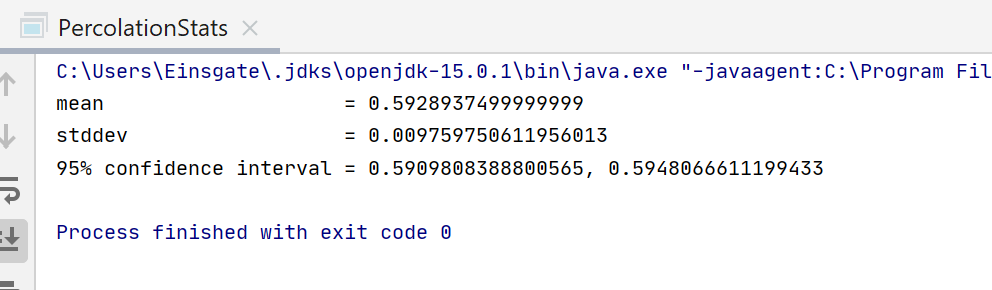 PercolationStats
C:\Users\Einsgate\.jdks\openjdk-15.0.1\bin\java.exe "-javaagent:C:\Program Fil
mean                    = 0.5928937499999999
stddev                  = 0.009759750611956013
95% confidence interval = 0.5909808388800565, 0.5948066611199433
Process finished with exit code 0